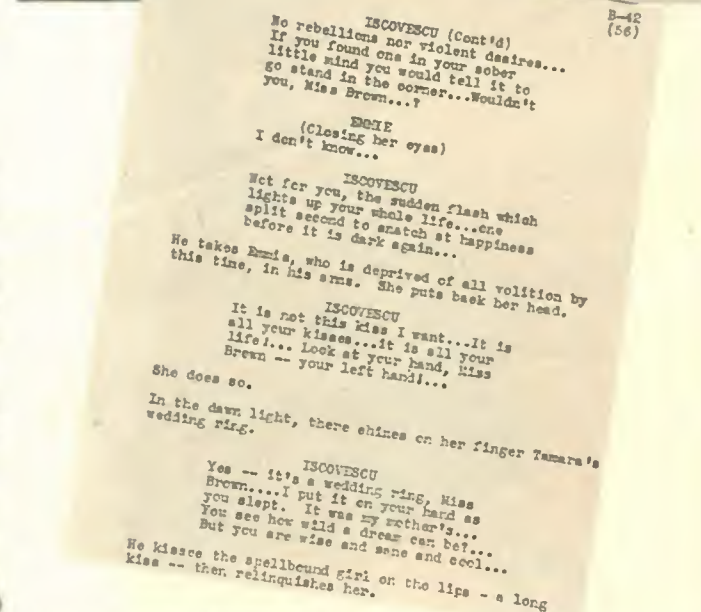 B-42
(56)
ISCOVESCU (Cont'd)
No rebellions nor violent desires...
If you found one in your sober
little mind you would tell it to
go stand in the corner...Wouldn't
you, Miss Brown...?
EMMIE
(Closing her eyes)
I don't know...
ISCOVESCU
Not for you, the sudden flash which
lights up your whole life...one
split second to snatch at happiness
before it is dark again...
He takes Emmie, who is deprived of all volition by
this time, in his arms. She puts back her head.
ISCOVESCU
It is not this kiss I want...It is
all your kisses...it is all your
life!... Look at your hand, Miss
Brown -- your left hand!...
She does so.
In the dawn light, there shines on her finger Tamara's
wedding ring.
ISCOVESCU
Yes -- it's a wedding ring, Miss
Brown....I put it on your hand as
you slept. It was my mother's...
You see how wild a dream can be?...
But you are wise and sane and cool...
He kisses the spellbound girl on the lips - a long
kiss -- then relinquishes her.